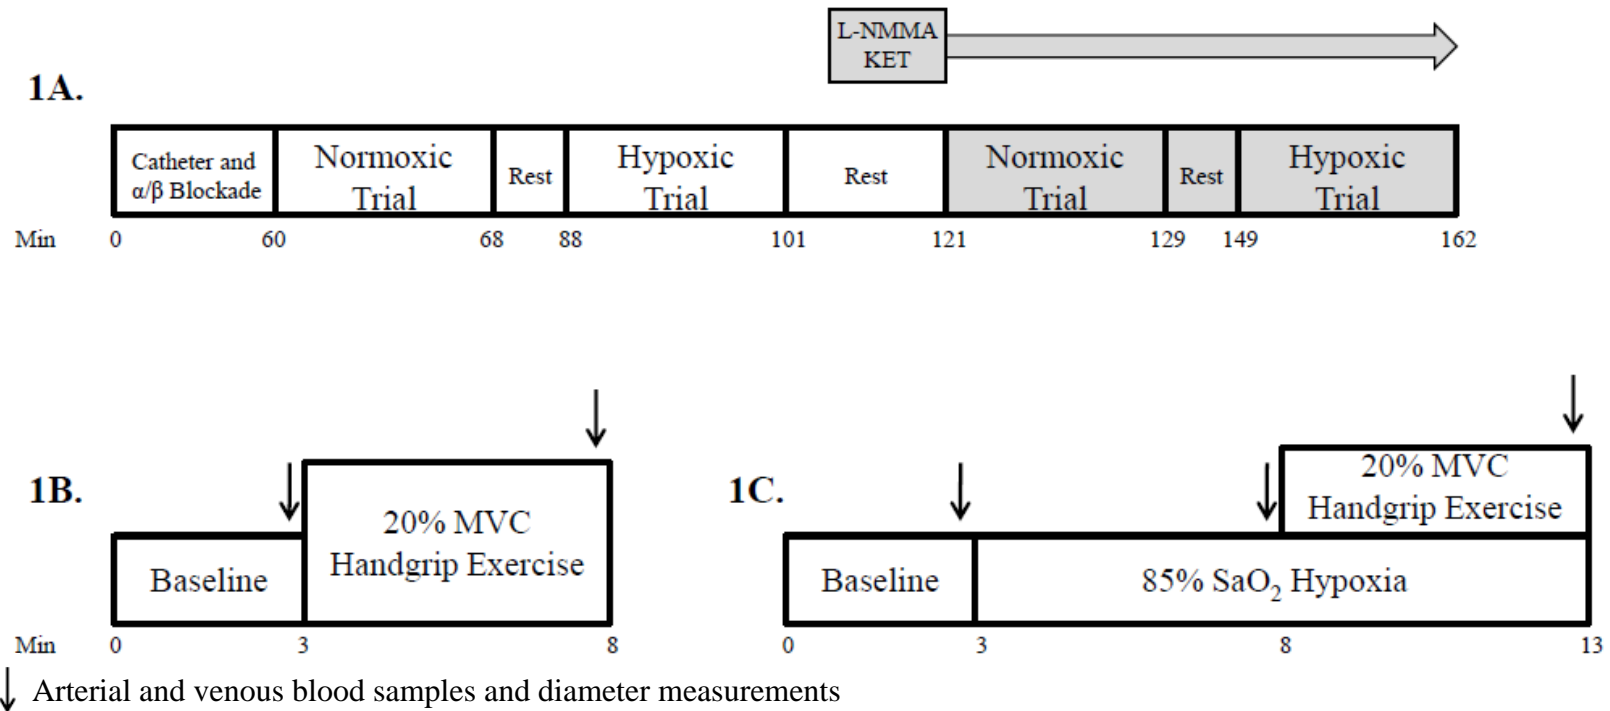 L-NMMA
KET
1A.
Catheter and
α/β Blockade
Normoxic
Trial
Rest
Hypoxic
Trial
Rest
Normoxic
Trial
Rest
Hypoxic
Trial
Min 0 60 68 88 101 121 129 149 162
1B.
Baseline
20% MVC
Handgrip Exercise
1C.
Baseline
20% MVC
Handgrip Exercise
85% SaO₂ Hypoxia
Min 0 3 8 0 3 8 13
Arterial and venous blood samples and diameter measurements